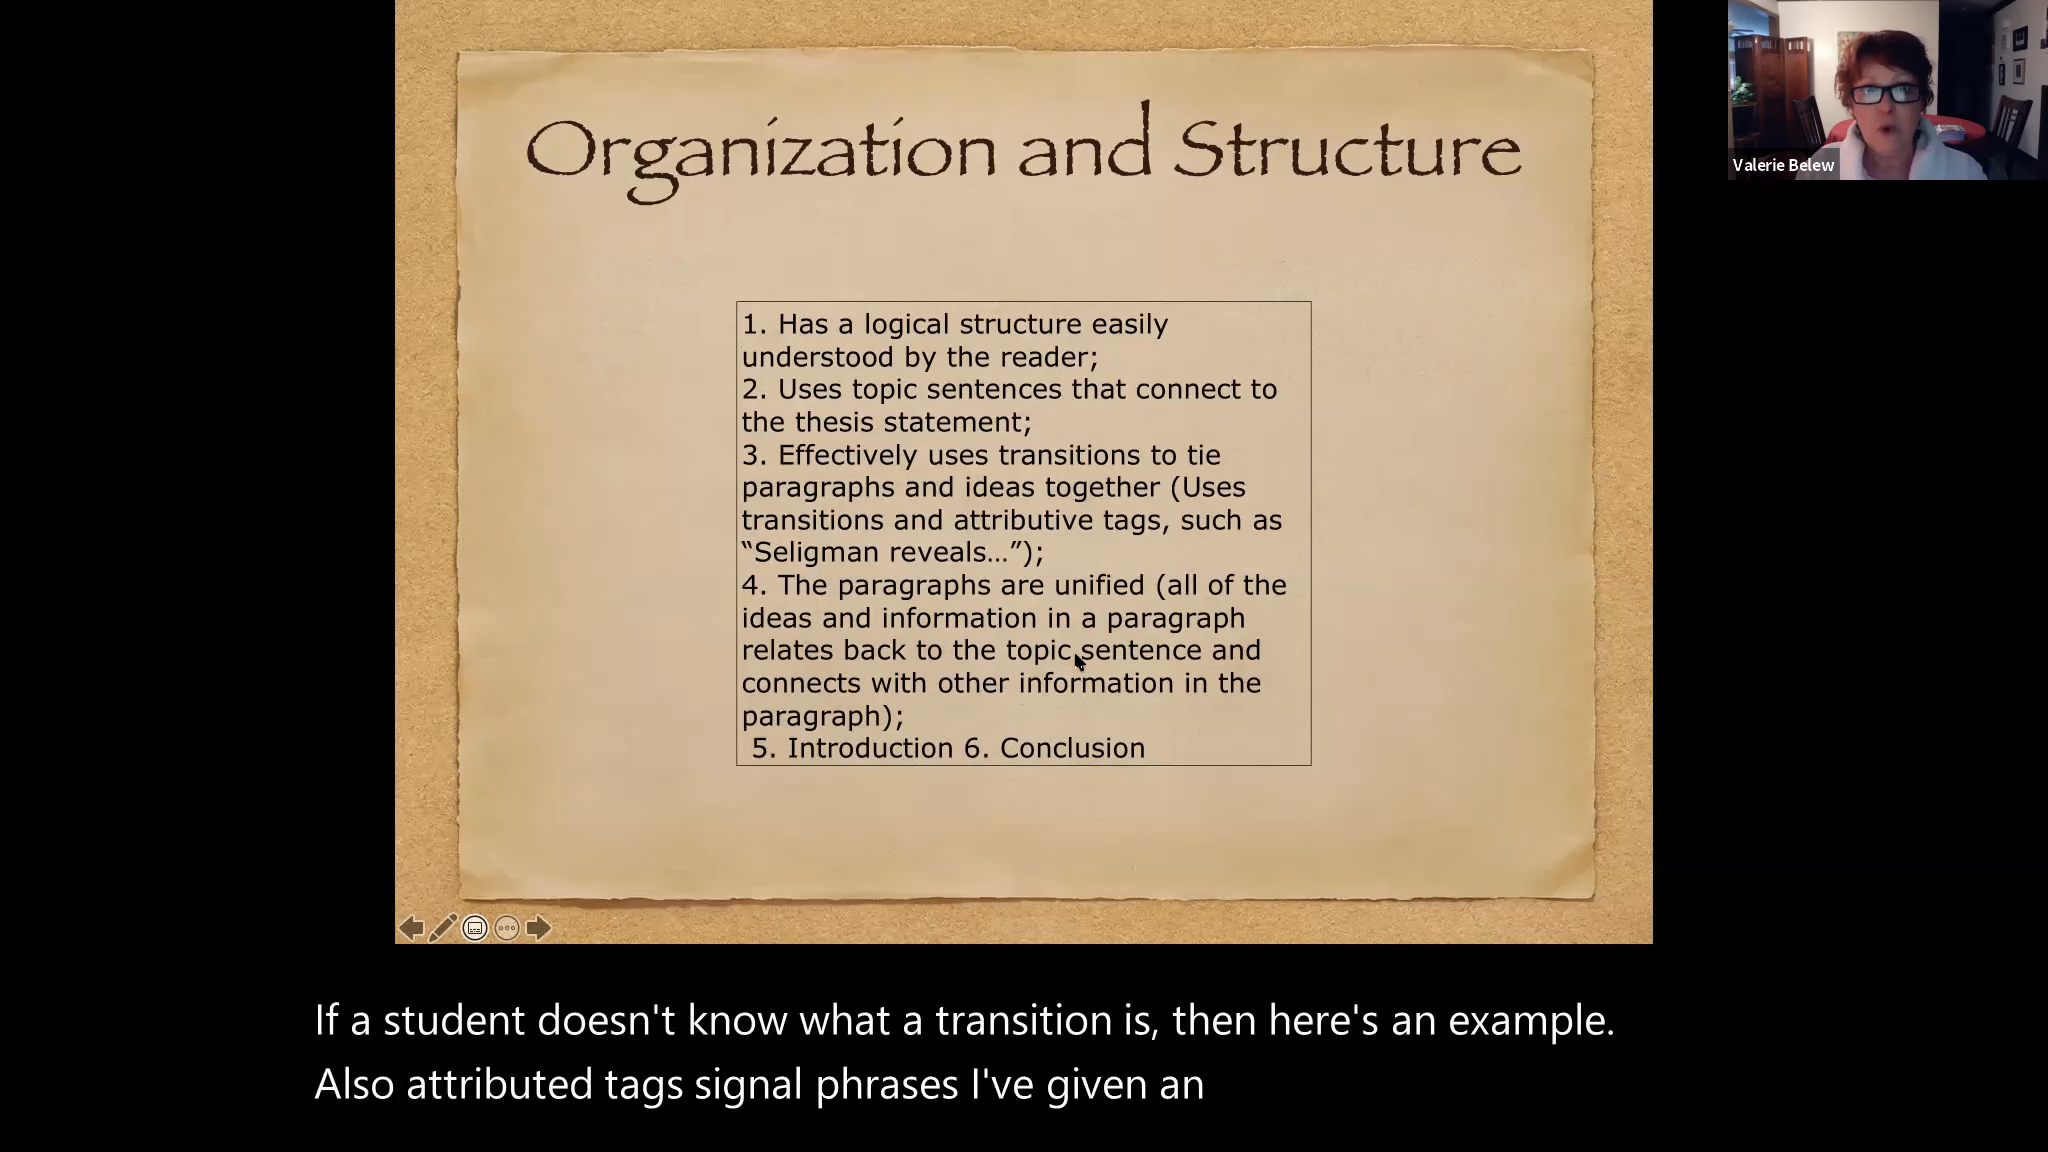 Organization and Structure
1. Has a logical structure easily
understood by the reader;
2. Uses topic sentences that connect to
the thesis statement;
3. Effectively uses transitions to tie
paragraphs and ideas together (Uses
transitions and attributive tags, such as
“Seligman reveals…”);
4. The paragraphs are unified (all of the
ideas and information in a paragraph
relates back to the topic sentence and
connects with other information in the
paragraph);
5. Introduction 6. Conclusion
Valerie Belew
If a student doesn't know what a transition is, then here's an example.
Also attributed tags signal phrases I've given an